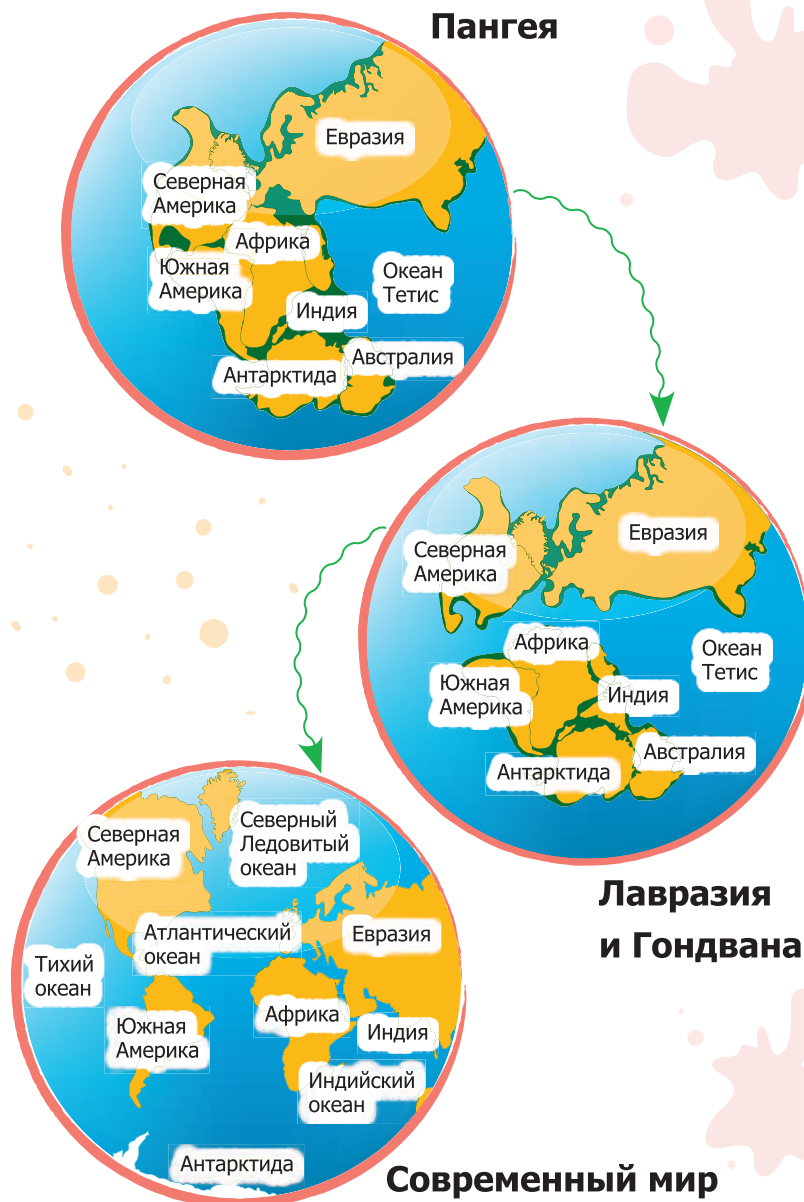 Пангея
Евразия
Северная
Америка
Африка
Южная
Америка
Океан
Тетис
Индия
Австралия
Антарктида
Евразия
Северная
Америка
Африка
Океан
Тетис
Южная
Америка
Индия
Австралия
Антарктида
Лавразия
и Гондвана
Северная
Америка
Северный
Ледовитый
океан
Атлантический
океан
Евразия
Тихий
океан
Южная
Америка
Африка
Индия
Индийский
океан
Антарктида
Современный мир